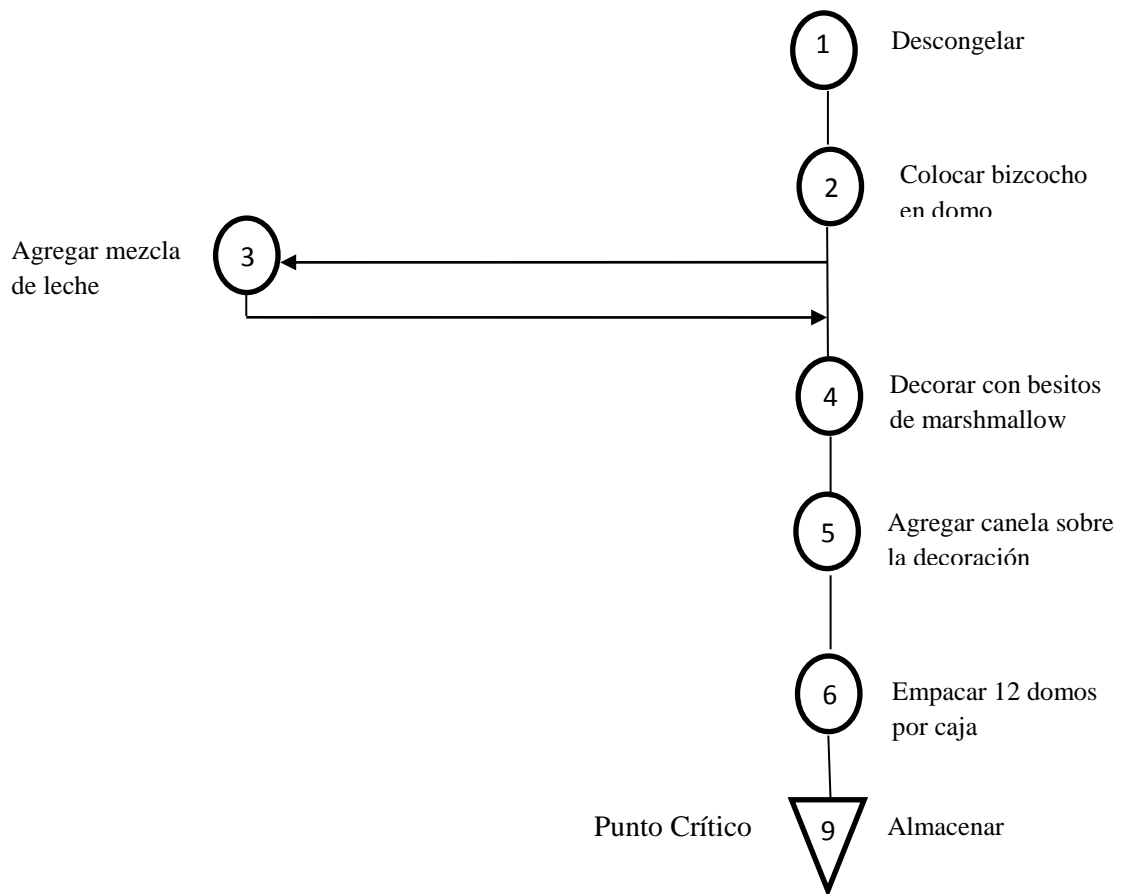 1 Descongelar
2 Colocar bizcocho
en domo
Agregar mezcla
de leche 3
4 Decorar con besitos
de marshmallow
5 Agregar canela sobre
la decoración
6 Empacar 12 domos
por caja
Punto Crítico 9 Almacenar